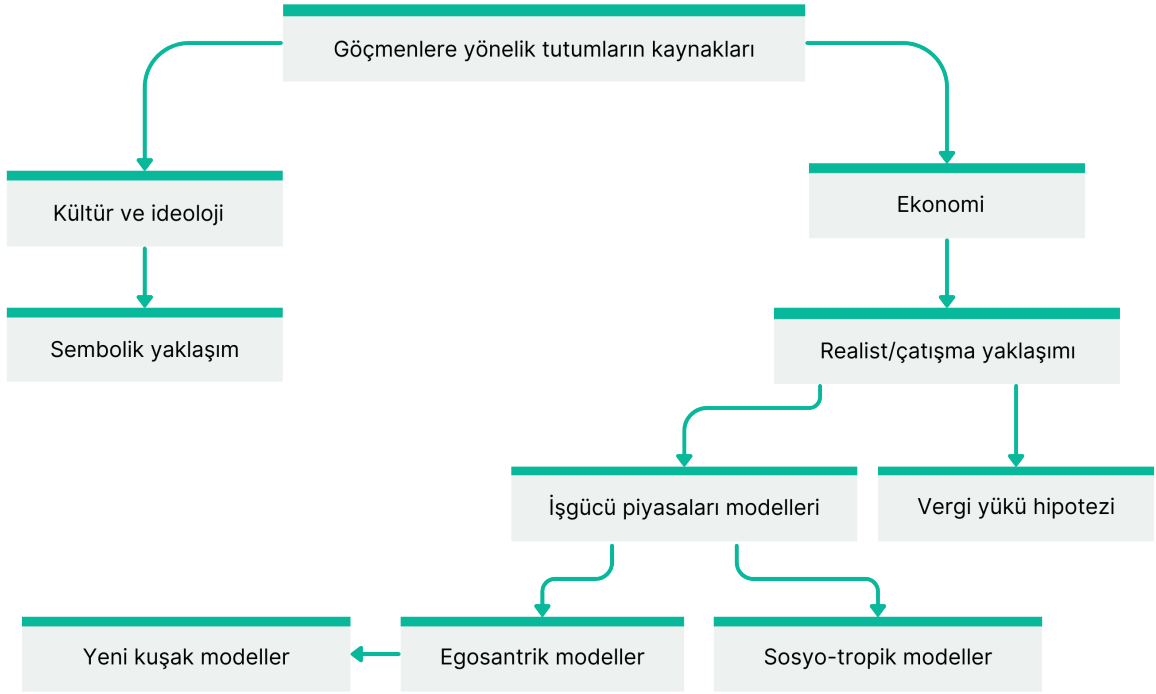 Göçmenlere yönelik tutumların kaynakları
Kültür ve ideoloji
Ekonomi
Sembolik yaklaşım
Realist/çatışma yaklaşımı
İşgücü piyasaları modelleri
Vergi yükü hipotezi
Yeni kuşak modeller
Egosantrik modeller
Sosyo-tropik modeller